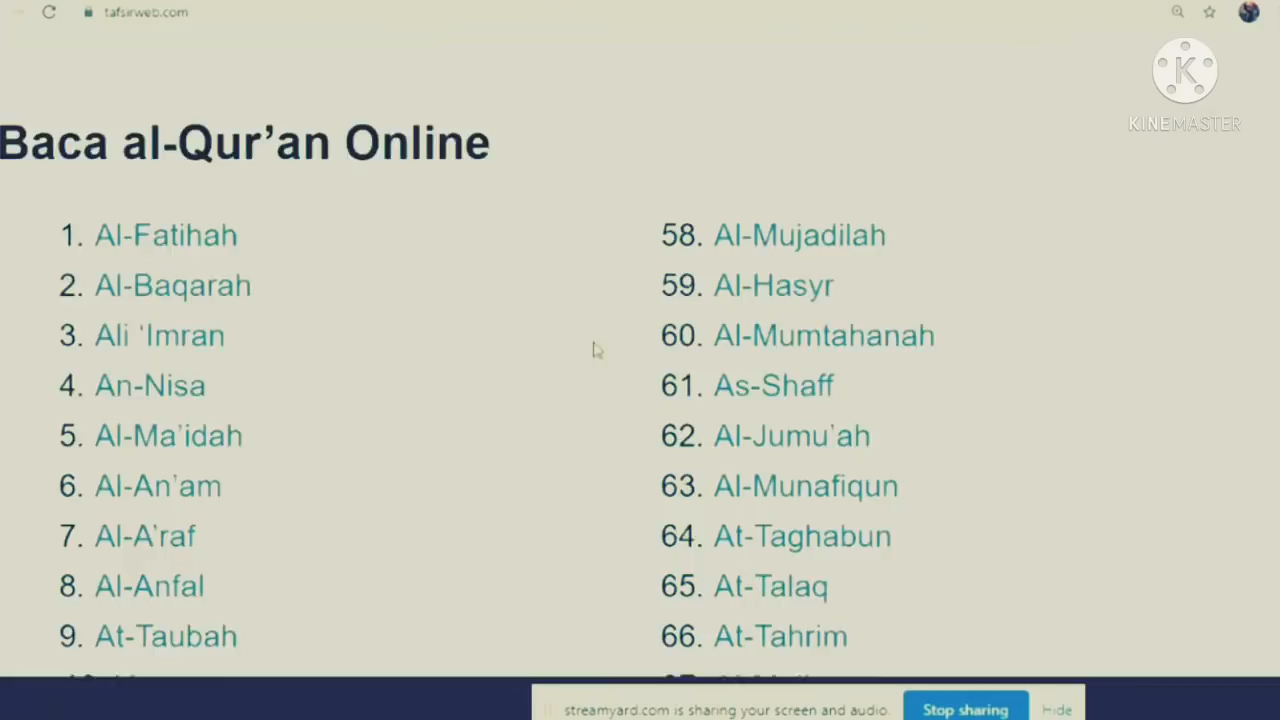 tafsirweb.com
K
KINEMASTER
Baca al-Qur’an Online
1. Al-Fatihah
2. Al-Baqarah
3. Ali ‘Imran
4. An-Nisa
5. Al-Ma’idah
6. Al-An’am
7. Al-A’raf
8. Al-Anfal
9. At-Taubah
58. Al-Mujadilah
59. Al-Hasyr
60. Al-Mumtahanah
61. As-Shaff
62. Al-Jumu’ah
63. Al-Munafiqun
64. At-Taghabun
65. At-Talaq
66. At-Tahrim
streamyard.com is sharing your screen and audio. Stop sharing Hide